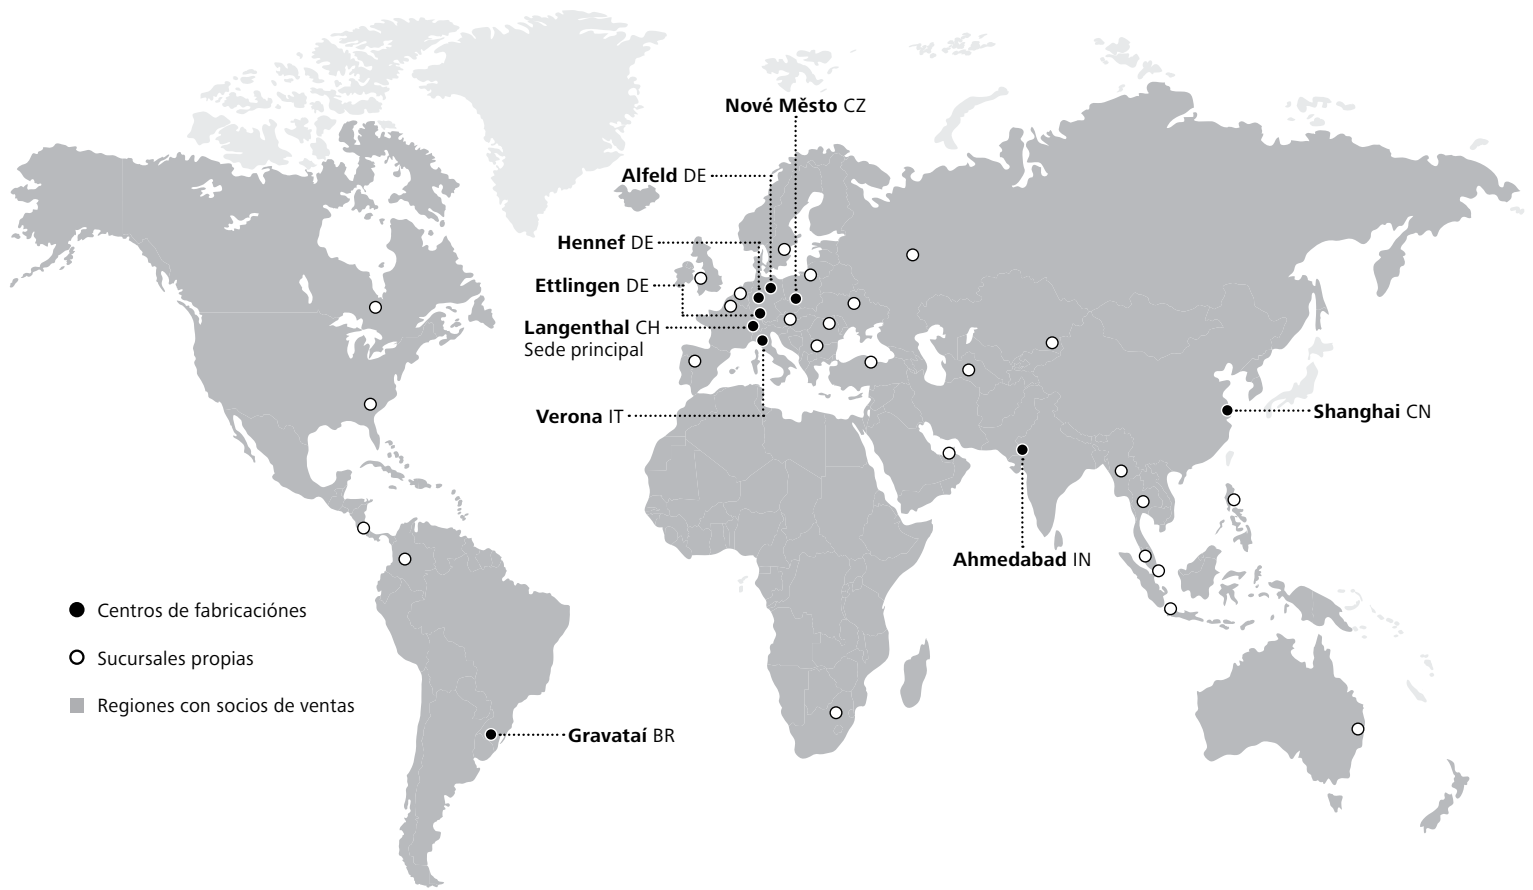 Nové Město CZ
Alfeld DE
Hennef DE
Ettlingen DE
Langenthal CH
Sede principal
Verona IT
Shanghai CN
Ahmedabad IN
Centros de fabricaciónes
Sucursales propias
Regiones con socios de ventas
Gravataí BR